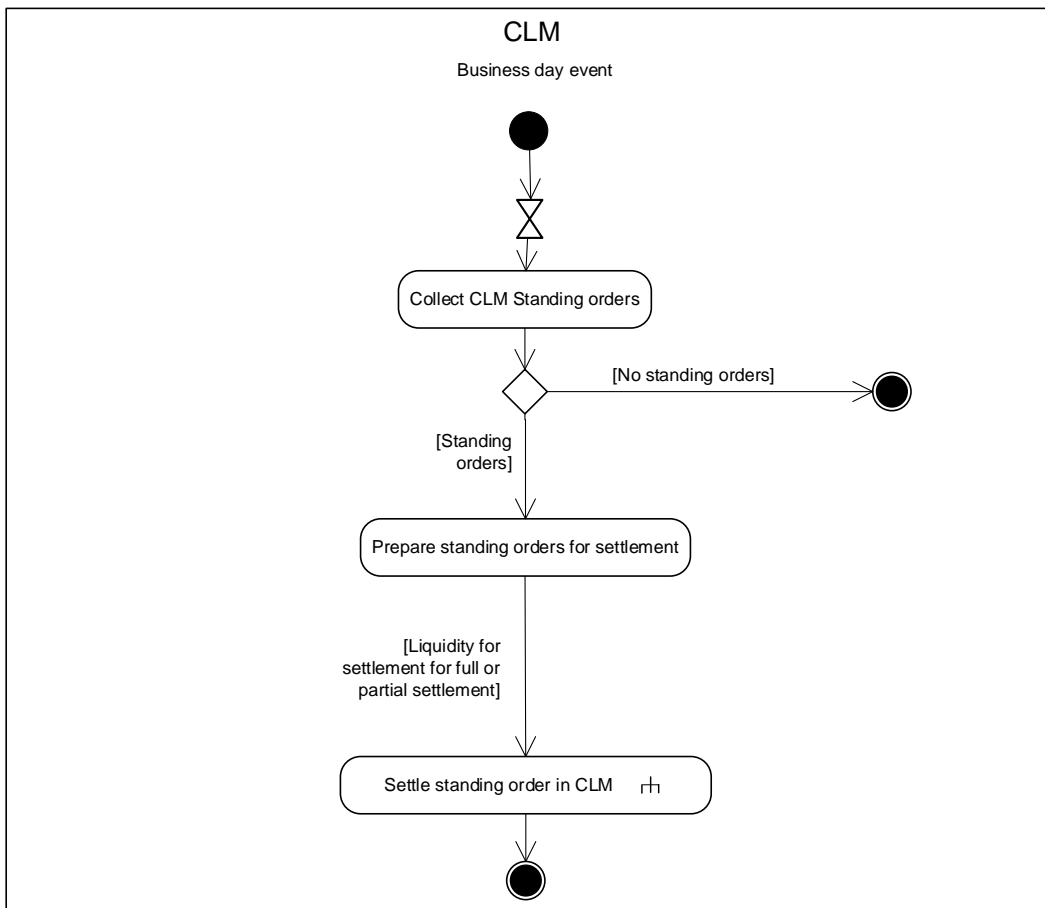 CLM
Business day event
Collect CLM Standing orders
[No standing orders]
[Standing
orders]
Prepare standing orders for settlement
[Liquidity for
settlement for full or
partial settlement]
Settle standing order in CLM